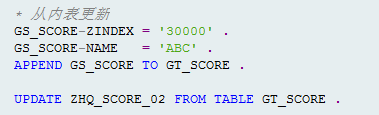 * 从内表更新
GS_SCORE-ZINDEX = '30000' .
GS_SCORE-NAME   = 'ABC' .
APPEND GS_SCORE TO GT_SCORE .
UPDATE ZHQ_SCORE_02 FROM TABLE GT_SCORE .